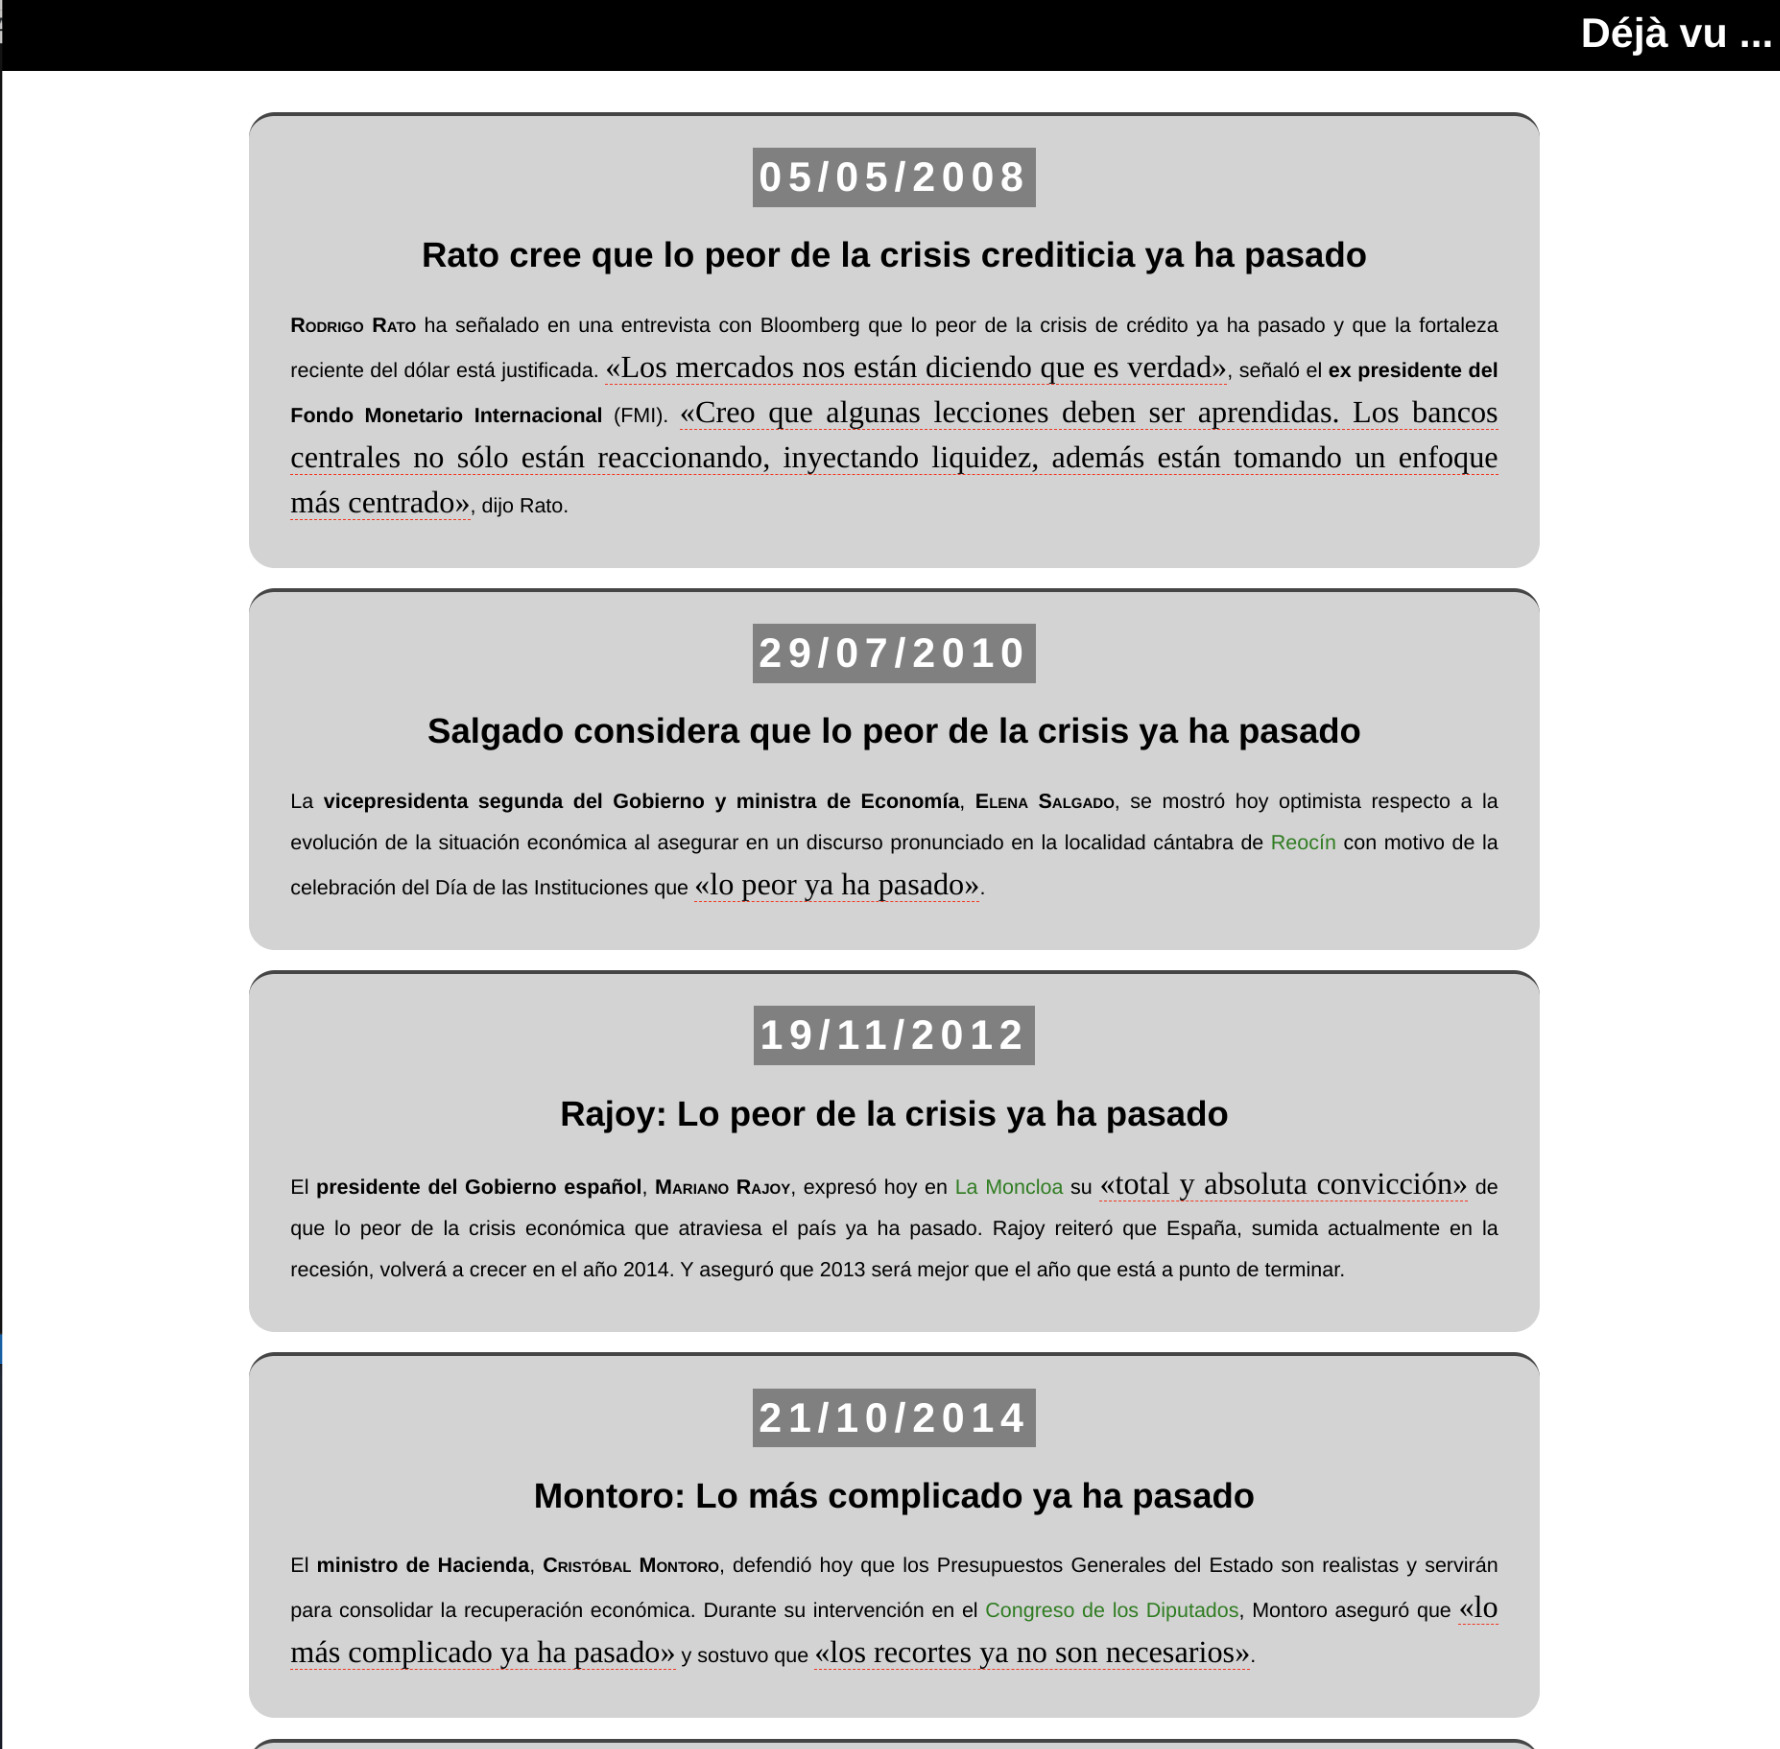 Déjà vu ...
05/05/2008
Rato cree que lo peor de la crisis crediticia ya ha pasado
Rodrigo Rato ha señalado en una entrevista con Bloomberg que lo peor de la crisis de crédito ya ha pasado y que la fortaleza
reciente del dólar está justificada. «Los mercados nos están diciendo que es verdad», señaló el ex presidente del
Fondo Monetario Internacional (FMI). «Creo que algunas lecciones deben ser aprendidas. Los bancos
centrales no sólo están reaccionando, inyectando liquidez, además están tomando un enfoque
más centrado», dijo Rato.
29/07/2010
Salgado considera que lo peor de la crisis ya ha pasado
La vicepresidenta segunda del Gobierno y ministra de Economía, Elena Salgado, se mostró hoy optimista respecto a la
evolución de la situación económica al asegurar en un discurso pronunciado en la localidad cántabra de Reocín con motivo de la
celebración del Día de las Instituciones que «lo peor ya ha pasado».
19/11/2012
Rajoy: Lo peor de la crisis ya ha pasado
El presidente del Gobierno español, Mariano Rajoy, expresó hoy en La Moncloa su «total y absoluta convicción» de
que lo peor de la crisis económica que atraviesa el país ya ha pasado. Rajoy reiteró que España, sumida actualmente en la
recesión, volverá a crecer en el año 2014. Y aseguró que 2013 será mejor que el año que está a punto de terminar.
21/10/2014
Montoro: Lo más complicado ya ha pasado
El ministro de Hacienda, Cristóbal Montoro, defendió hoy que los Presupuestos Generales del Estado son realistas y servirán
para consolidar la recuperación económica. Durante su intervención en el Congreso de los Diputados, Montoro aseguró que «lo
más complicado ya ha pasado» y sostuvo que «los recortes ya no son necesarios».